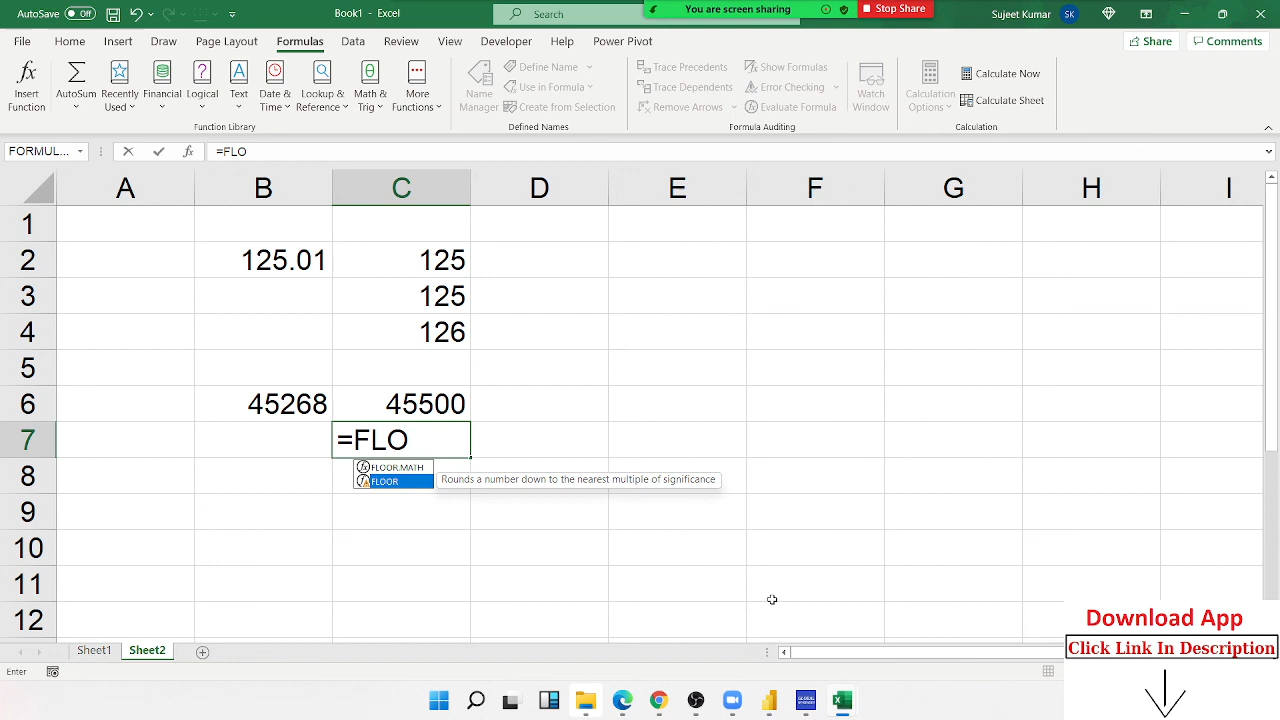 AutoSave Off Book1 - Excel Search You are screen sharing Stop Share Sujeet Kumar SK
File Home Insert Draw Page Layout Formulas Data Review View Developer Help Power Pivot Share Comments
Insert Function
AutoSum
Recently Used
Financial
Logical
Text
Date & Time
Lookup & Reference
Math & Trig
More Functions
Function Library
Name Manager
Define Name
Use in Formula
Create from Selection
Defined Names
Trace Precedents
Trace Dependents
Remove Arrows
Show Formulas
Error Checking
Evaluate Formula
Watch Window
Formula Auditing
Calculation Options
Calculate Now
Calculate Sheet
Calculation
FORMUL... fx =FLO
A B C D E F G H I
1
2 125.01 125
3 125
4 126
5
6 45268 45500
7 =FLO
FLOOR.MATH
FLOOR Rounds a number down to the nearest multiple of significance
8
9
10
11
12
Download App
Click Link In Description
Sheet1 Sheet2
Enter